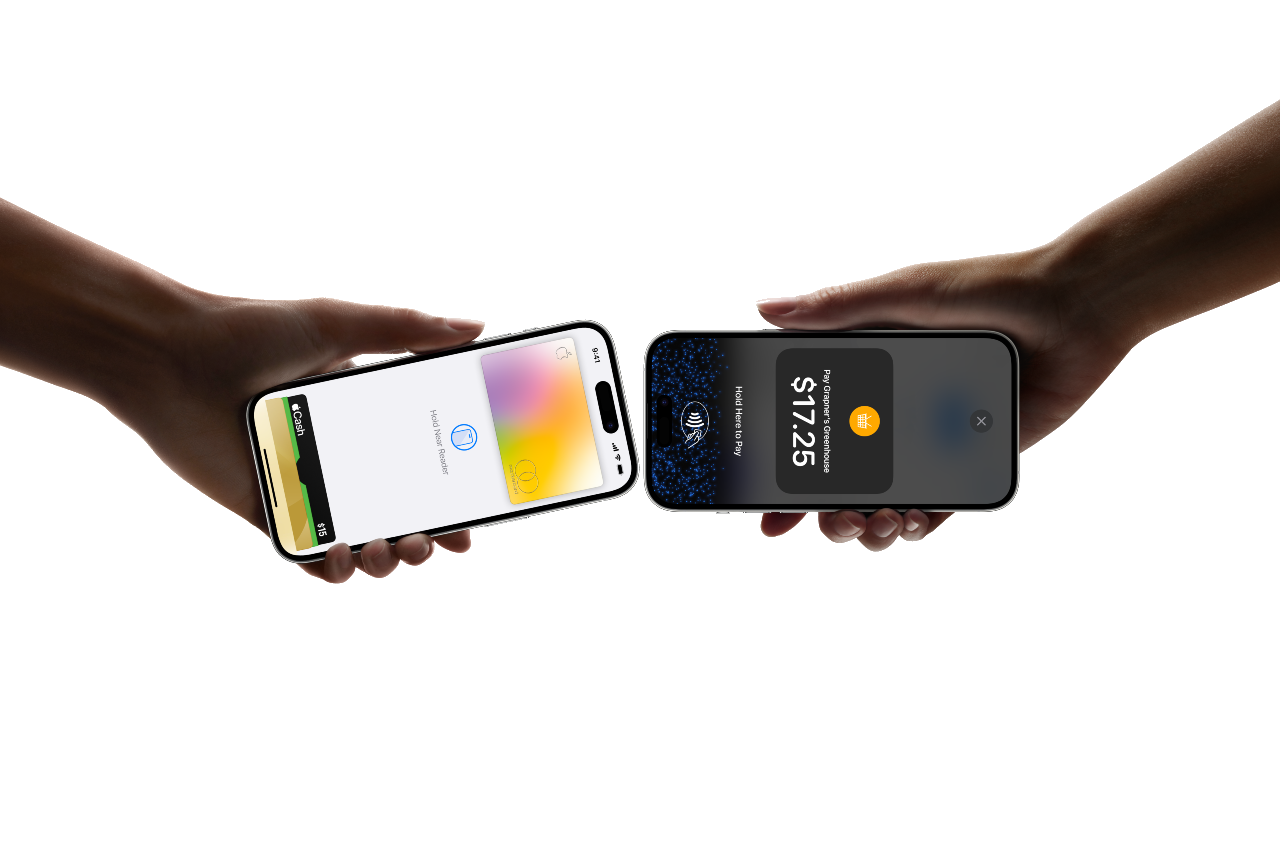 9:41
Hold Near Reader
Cash
$15
Hold Here to Pay
Pay Grapner's Greenhouse
$17.25